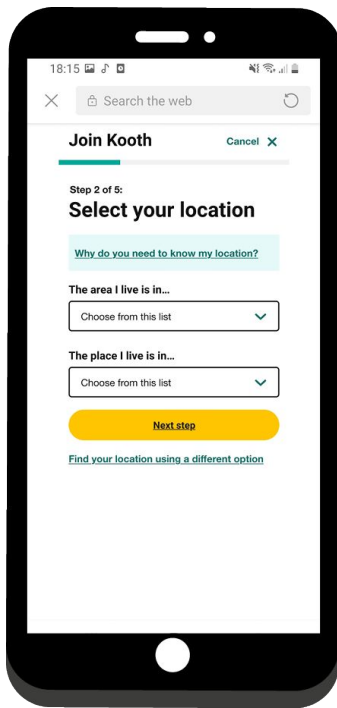 18:15
Search the web
Join Kooth
Cancel X
Step 2 of 5:
Select your location
Why do you need to know my location?
The area I live is in...
Choose from this list
The place I live is in...
Choose from this list
Next step
Find your location using a different option